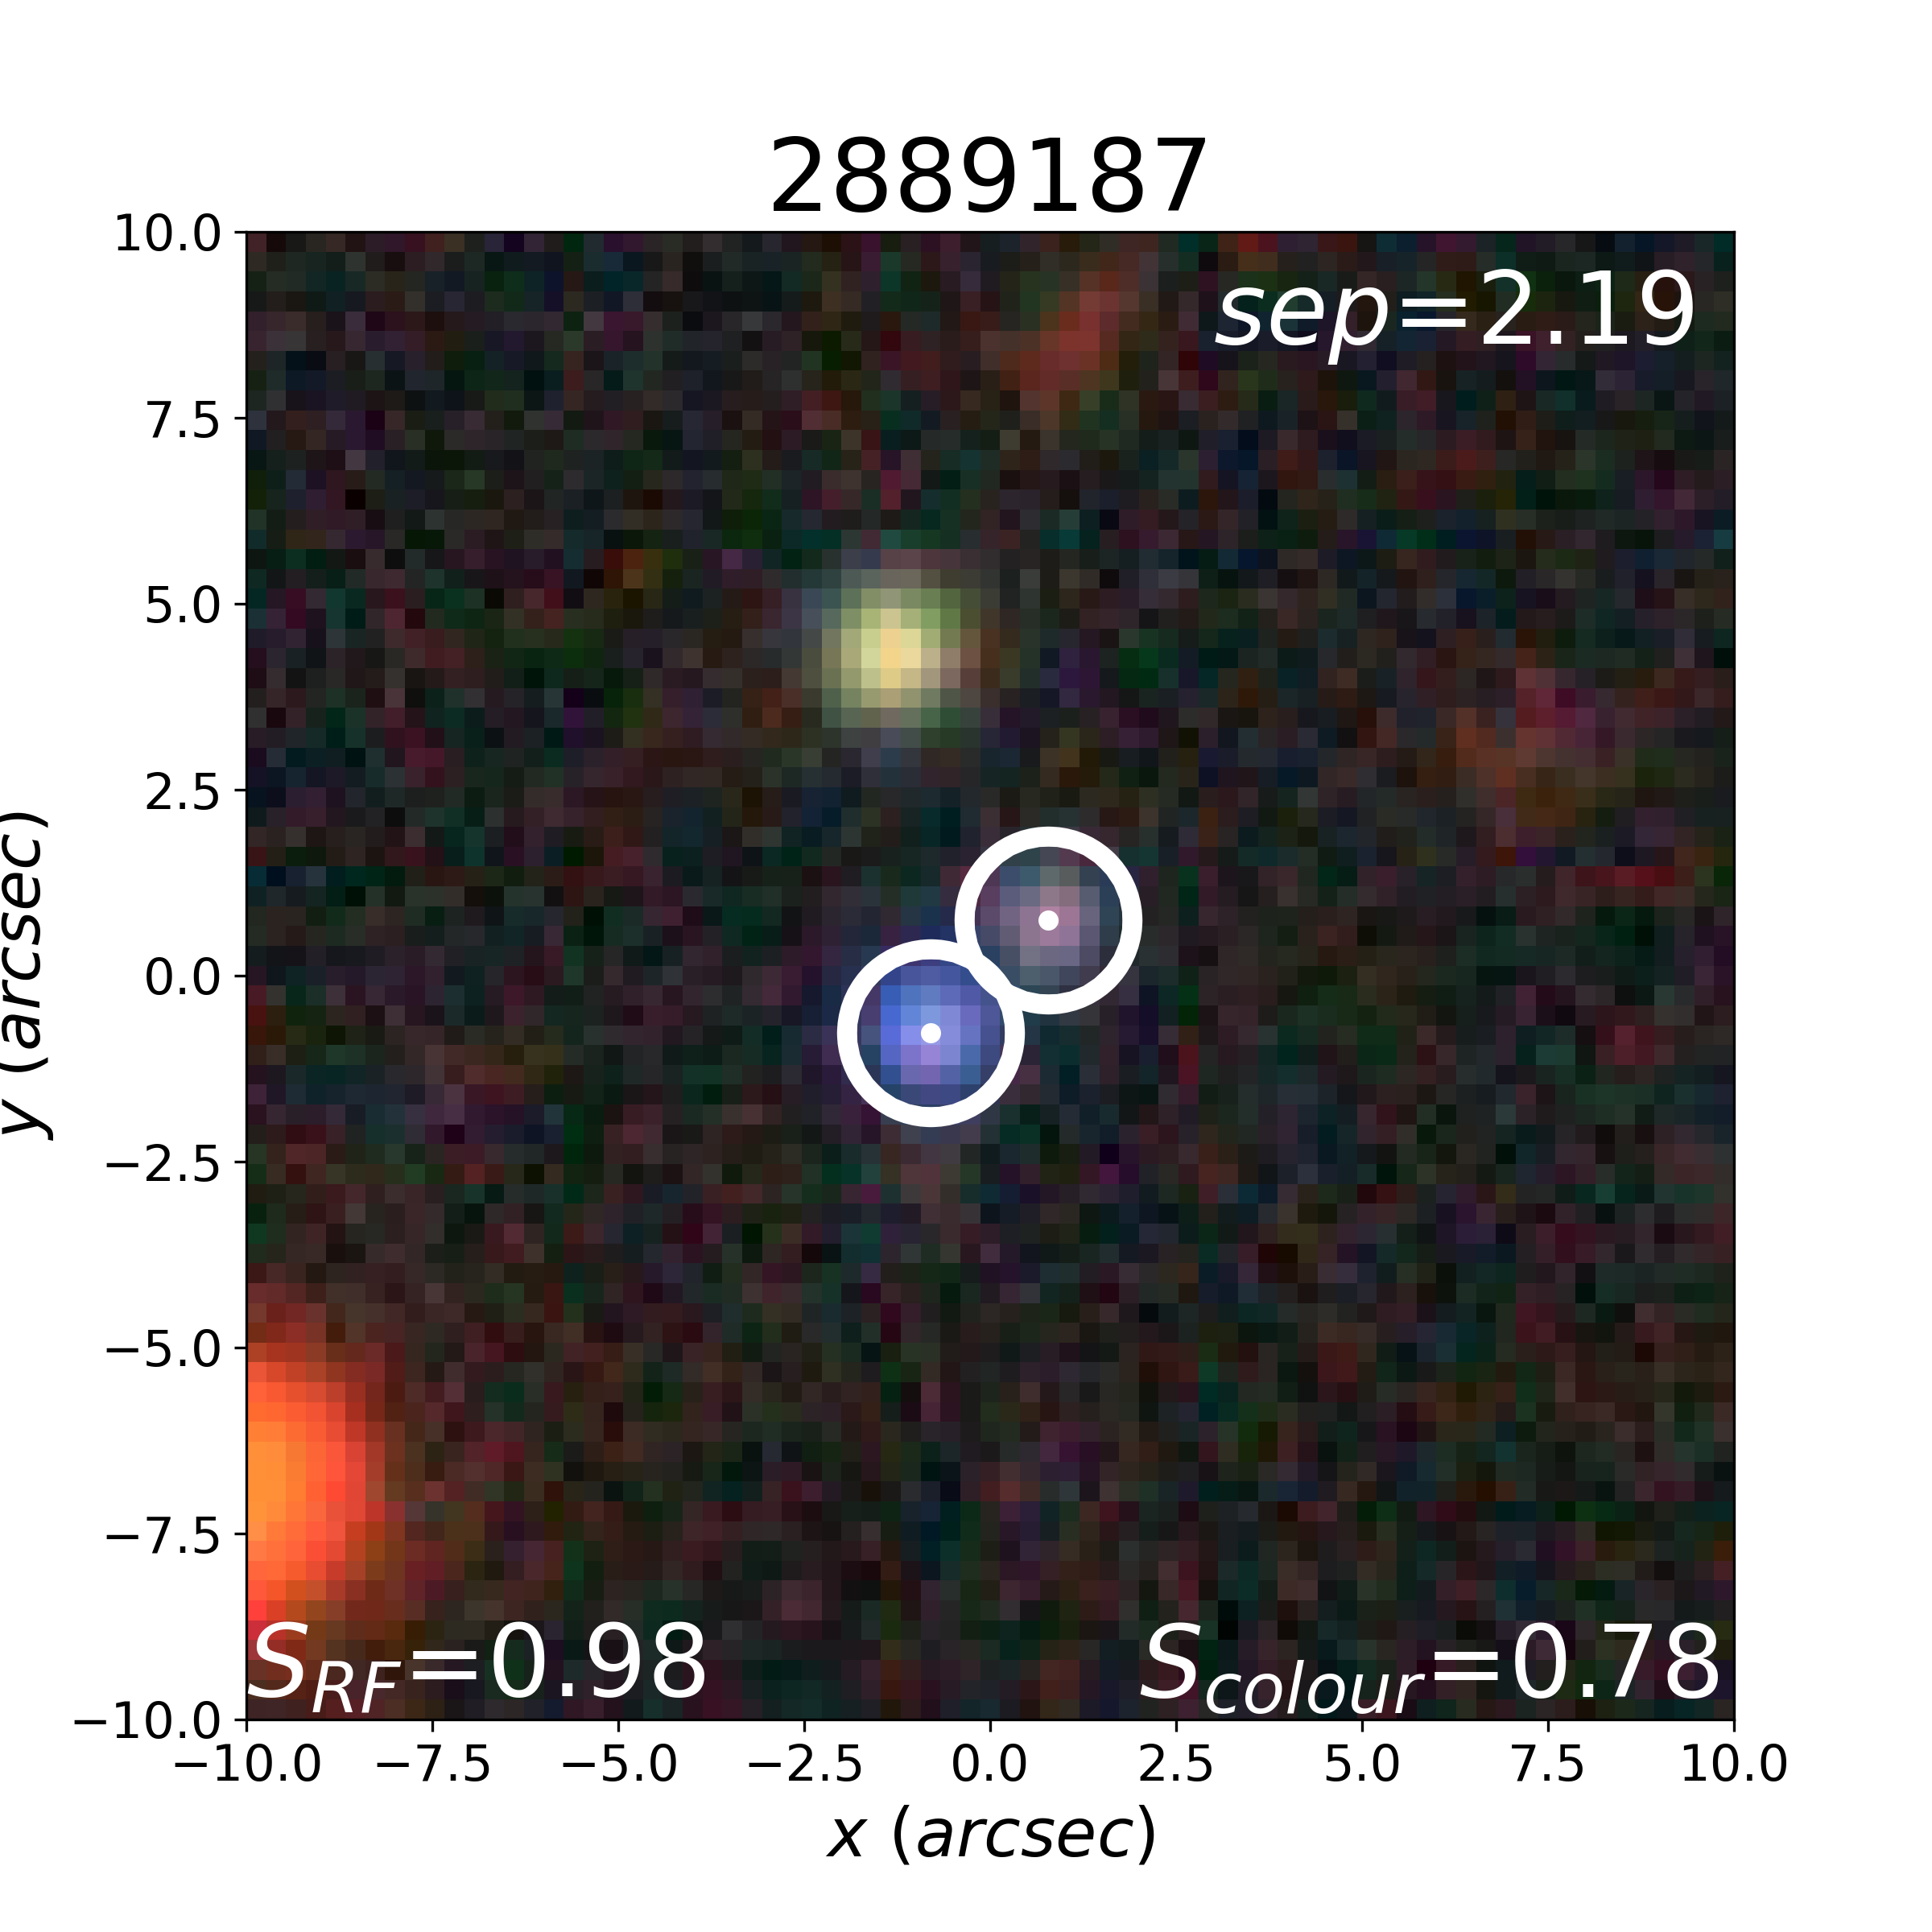 2889187
sep=2.19
10.0
7.5
5.0
2.5
0.0
−2.5
−5.0
−7.5
−10.0
y (arcsec)
S_RF=0.98
S_colour=0.78
−10.0 −7.5 −5.0 −2.5 0.0 2.5 5.0 7.5 10.0
x (arcsec)